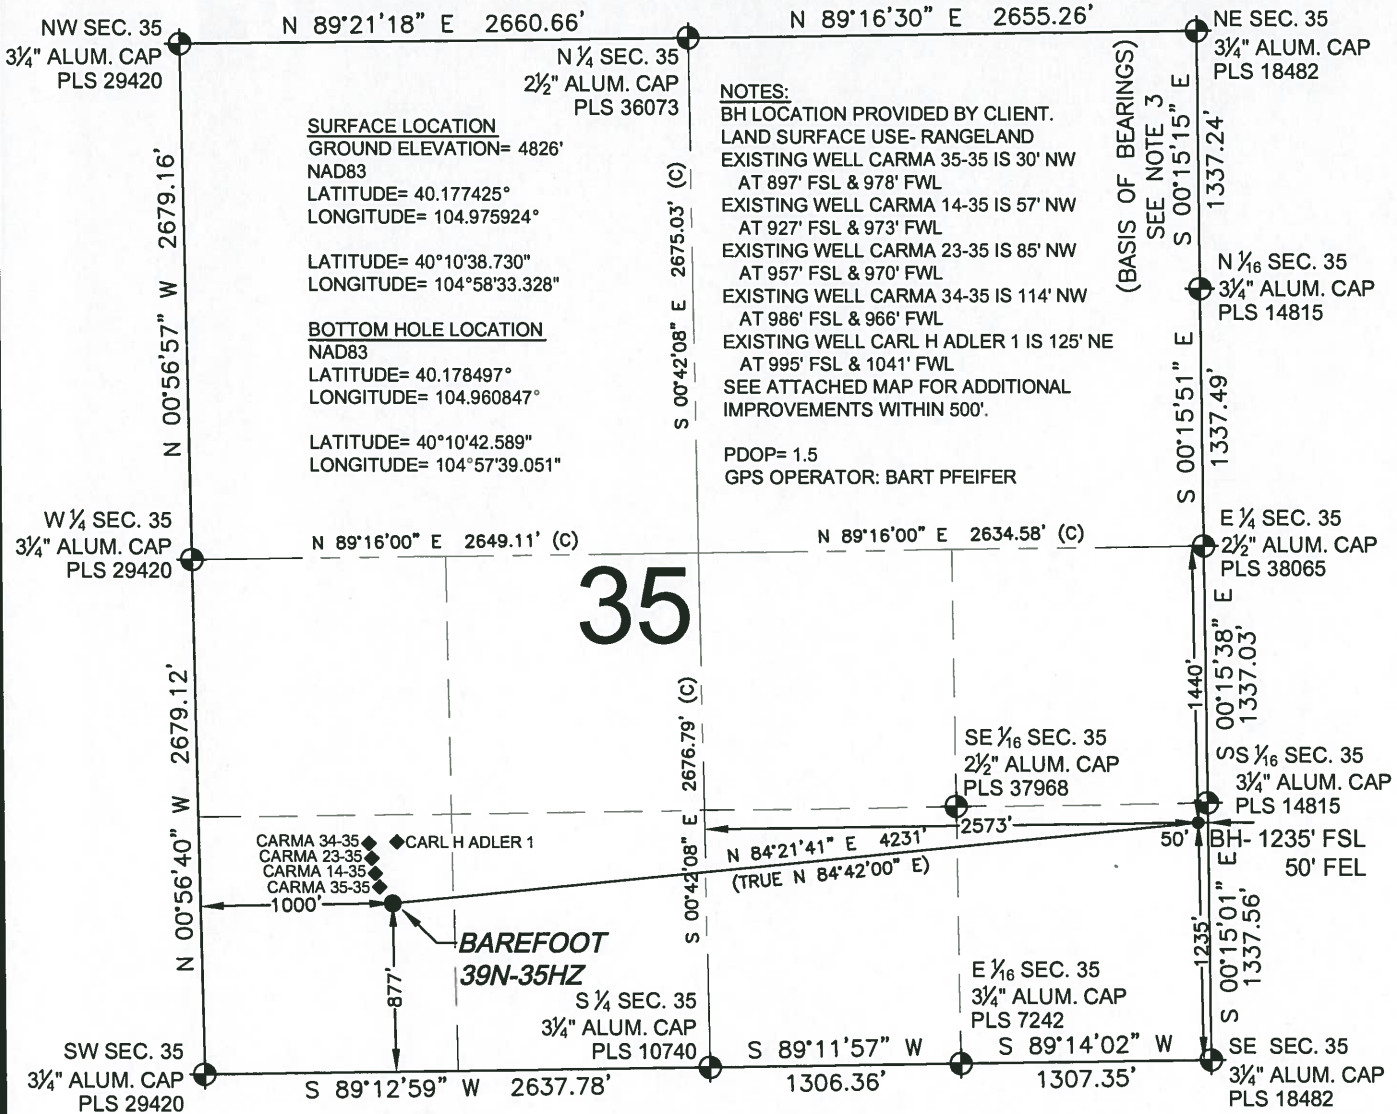 NW SEC. 35
3¼" ALUM. CAP
PLS 29420
N 89°21'18" E 2660.66'
N ¼ SEC. 35
2½" ALUM. CAP
PLS 36073
N 89°16'30" E 2655.26'
NE SEC. 35
3¼" ALUM. CAP
PLS 18482
SURFACE LOCATION
GROUND ELEVATION= 4826'
NAD83
LATITUDE= 40.177425°
LONGITUDE= 104.975924°
LATITUDE= 40°10'38.730"
LONGITUDE= 104°58'33.328"
BOTTOM HOLE LOCATION
NAD83
LATITUDE= 40.178497°
LONGITUDE= 104.960847°
LATITUDE= 40°10'42.589"
LONGITUDE= 104°57'39.051"
NOTES:
BH LOCATION PROVIDED BY CLIENT.
LAND SURFACE USE- RANGELAND
EXISTING WELL CARMA 35-35 IS 30' NW
AT 897' FSL & 978' FWL
EXISTING WELL CARMA 14-35 IS 57' NW
AT 927' FSL & 973' FWL
EXISTING WELL CARMA 23-35 IS 85' NW
AT 957' FSL & 970' FWL
EXISTING WELL CARMA 34-35 IS 114' NW
AT 986' FSL & 966' FWL
EXISTING WELL CARL H ADLER 1 IS 125' NE
AT 995' FSL & 1041' FWL
SEE ATTACHED MAP FOR ADDITIONAL
IMPROVEMENTS WITHIN 500'.
PDOP= 1.5
GPS OPERATOR: BART PFEIFER
N 00°56'57" W 2679.16'
S 00°42'08" E 2675.03' (C)
(BASIS OF BEARINGS)
SEE NOTE 3
S 00°15'15" E
1337.24'
N 1⁄16 SEC. 35
3¼" ALUM. CAP
PLS 14815
S 00°15'51" E
1337.49'
W ¼ SEC. 35
3¼" ALUM. CAP
PLS 29420
N 89°16'00" E 2649.11' (C)
N 89°16'00" E 2634.58' (C)
E ¼ SEC. 35
2½" ALUM. CAP
PLS 38065
35
N 00°56'40" W 2679.12'
S 00°42'08" E 2676.79' (C)
1440'
S 00°15'38" E
1337.03'
SE 1⁄16 SEC. 35
2½" ALUM. CAP
PLS 37968
S 1⁄16 SEC. 35
3¼" ALUM. CAP
PLS 14815
2573'
50'
BH- 1235' FSL
50' FEL
N 84°21'41" E 4231'
(TRUE N 84°42'00" E)
CARMA 34-35
CARL H ADLER 1
CARMA 23-35
CARMA 14-35
CARMA 35-35
1000'
BAREFOOT
39N-35HZ
877'
1235'
S 00°15'01" E
1337.56'
SW SEC. 35
3¼" ALUM. CAP
PLS 29420
S 89°12'59" W 2637.78'
S ¼ SEC. 35
3¼" ALUM. CAP
PLS 10740
S 89°11'57" W
1306.36'
E 1⁄16 SEC. 35
3¼" ALUM. CAP
PLS 7242
S 89°14'02" W
1307.35'
SE SEC. 35
3¼" ALUM. CAP
PLS 18482